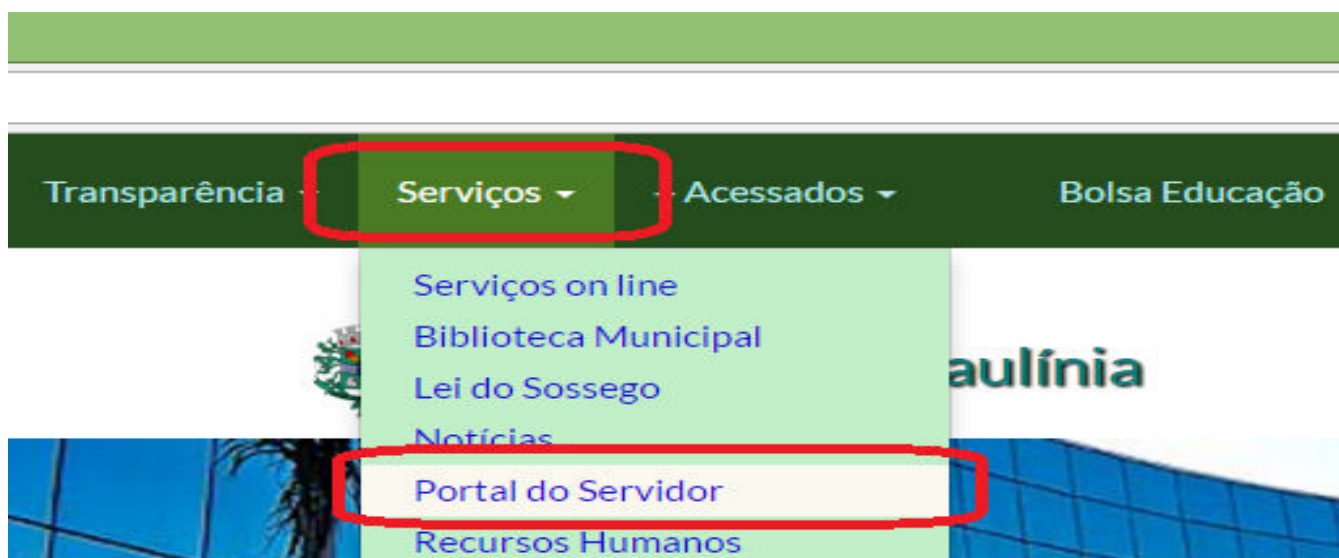 Transparência Serviços + Acessados Bolsa Educação
Serviços on line
Biblioteca Municipal
aulínia
Lei do Sossego
Notícias
Portal do Servidor
Recursos Humanos